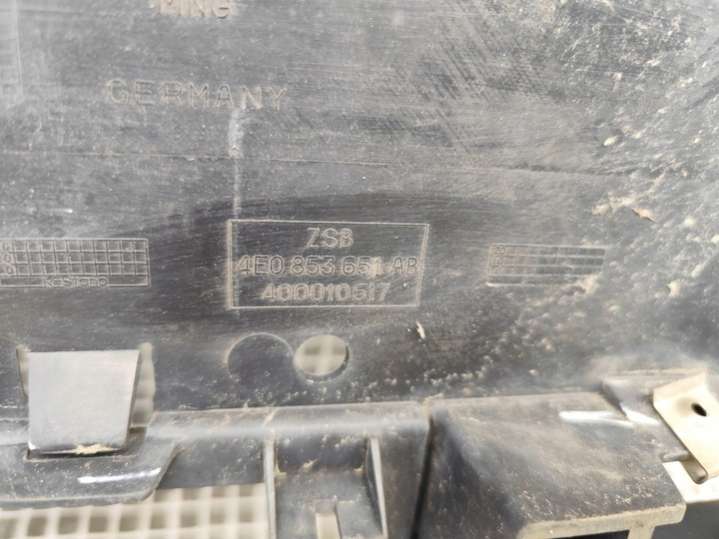 GERMANY
ZSB
4E0 853 651 AB
400010517